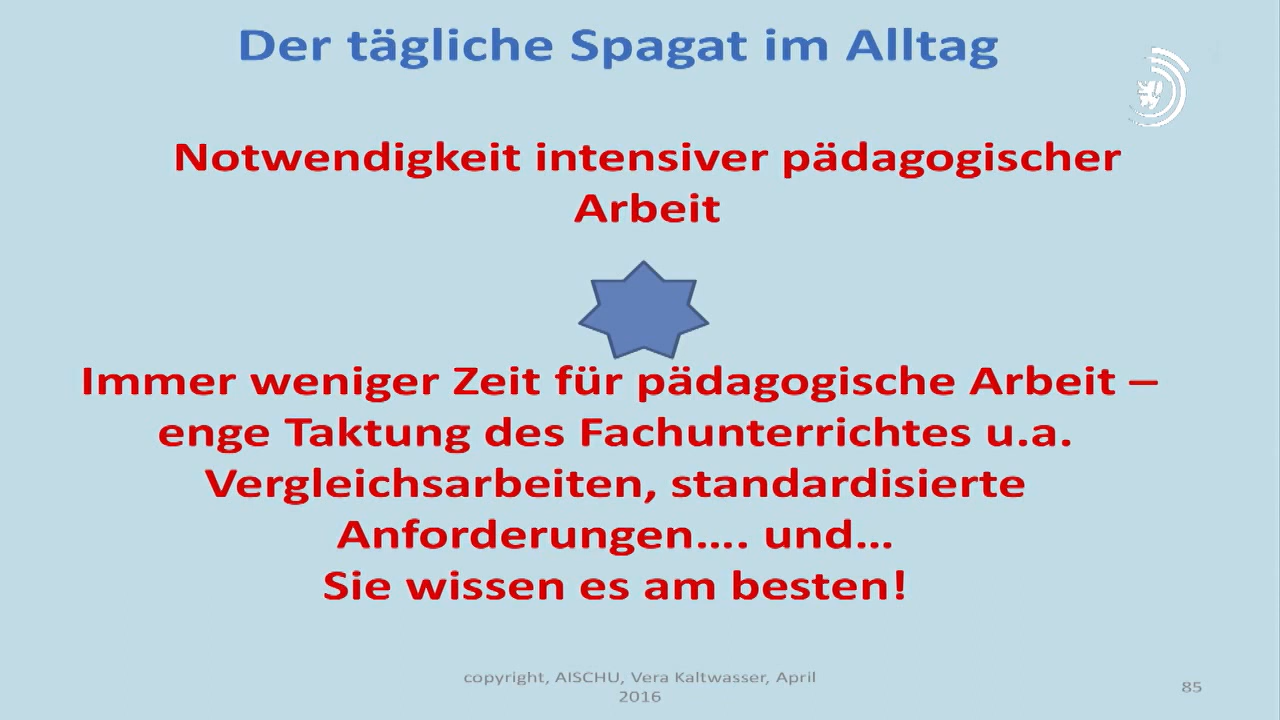 Der tägliche Spagat im Alltag
Notwendigkeit intensiver pädagogischer
Arbeit
Immer weniger Zeit für pädagogische Arbeit –
enge Taktung des Fachunterrichtes u.a.
Vergleichsarbeiten, standardisierte
Anforderungen…. und…
Sie wissen es am besten!
copyright, AISCHU, Vera Kaltwasser, April
2016
85